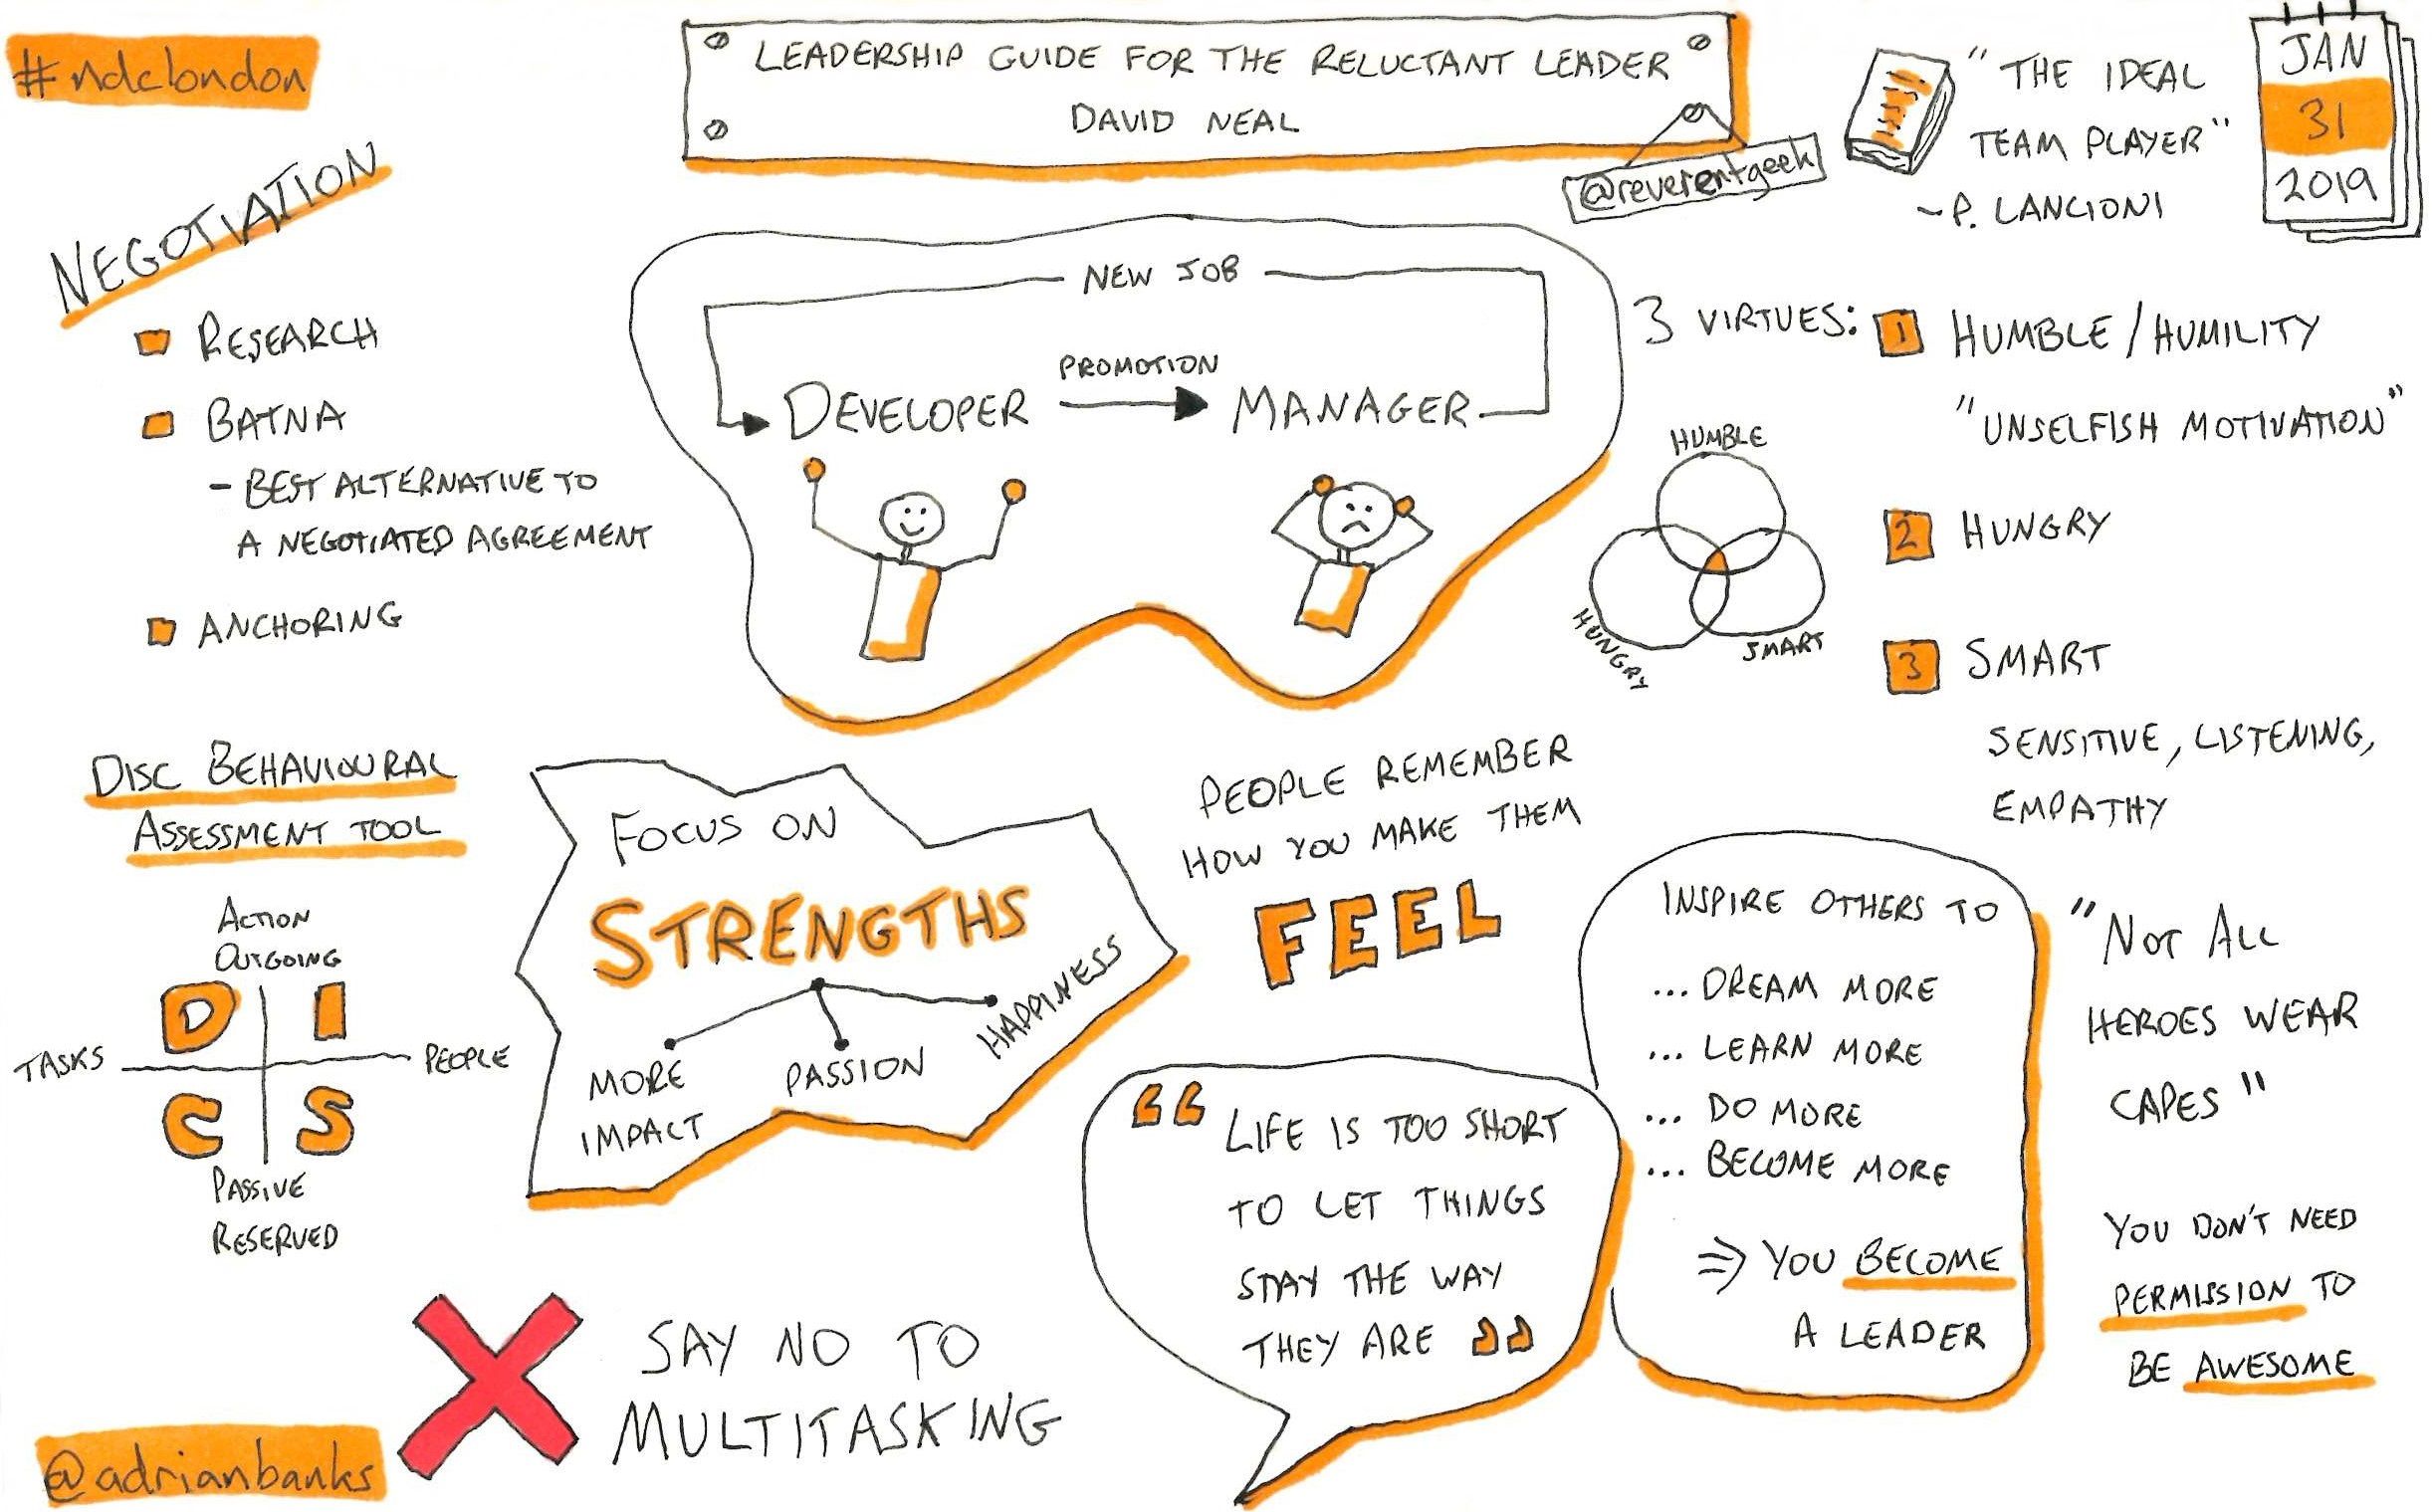 #ndclondon
LEADERSHIP GUIDE FOR THE RELUCTANT LEADER
DAVID NEAL
@reverentgeek
"THE IDEAL
TEAM PLAYER"
- P. LANCIONI
JAN
31
2019
NEGOTIATION
RESEARCH
BATNA
- BEST ALTERNATIVE TO
A NEGOTIATED AGREEMENT
ANCHORING
NEW JOB
PROMOTION
DEVELOPER
MANAGER
3 VIRTUES:
1 HUMBLE / HUMILITY
"UNSELFISH MOTIVATION"
2 HUNGRY
3 SMART
SENSITIVE, LISTENING,
EMPATHY
HUMBLE
HUNGRY
SMART
DISC BEHAVIOURAL
ASSESSMENT TOOL
ACTION
OUTGOING
D I
TASKS
PEOPLE
C S
PASSIVE
RESERVED
FOCUS ON
STRENGTHS
MORE
IMPACT
PASSION
HAPPINESS
PEOPLE REMEMBER
HOW YOU MAKE THEM
FEEL
"LIFE IS TOO SHORT
TO LET THINGS
STAY THE WAY
THEY ARE"
INSPIRE OTHERS TO
... DREAM MORE
... LEARN MORE
... DO MORE
... BECOME MORE
⇒ YOU BECOME
A LEADER
"NOT ALL
HEROES WEAR
CAPES"
YOU DON'T NEED
PERMISSION TO
BE AWESOME
SAY NO TO
MULTITASKING
@adrianbanks